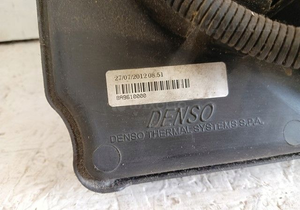 27/07/2012 08.51
DENSO
DENSO THERMAL SYSTEMS S.P.A.